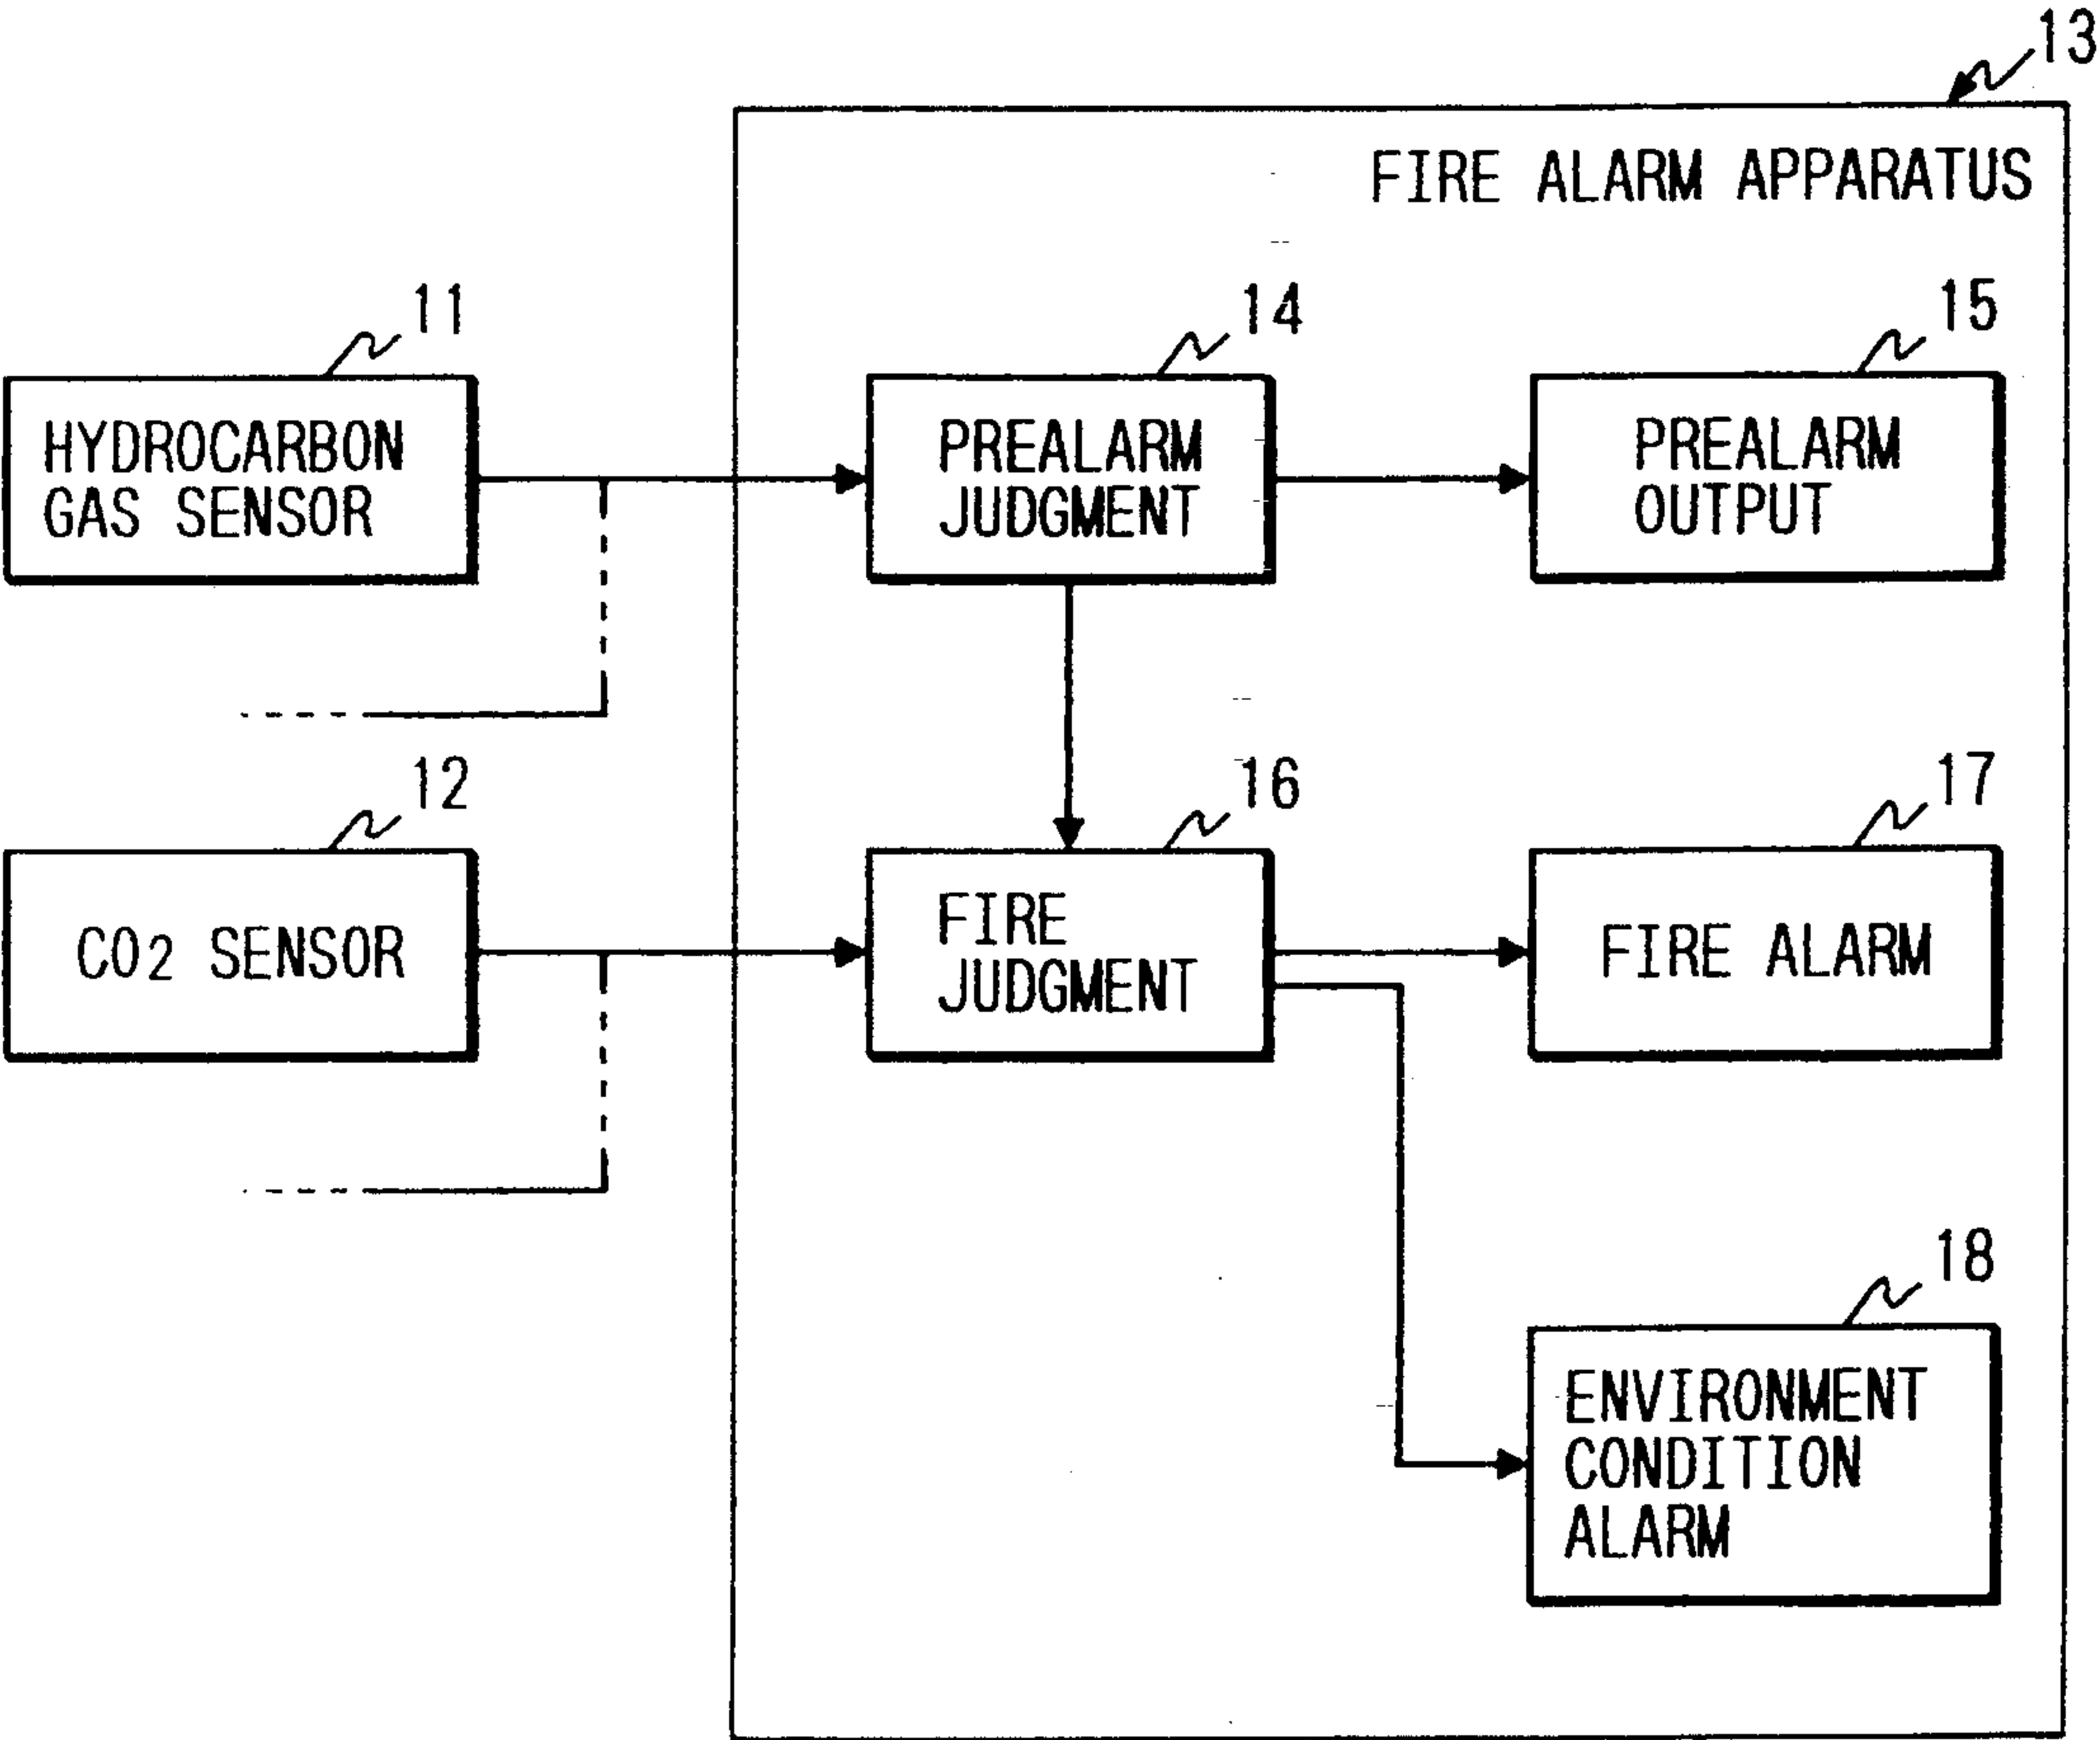 13
FIRE ALARM APPARATUS
11
14
15
HYDROCARBON
GAS SENSOR
PREALARM
JUDGMENT
PREALARM
OUTPUT
12
16
17
CO2 SENSOR
FIRE
JUDGMENT
FIRE ALARM
18
ENVIRONMENT
CONDITION
ALARM